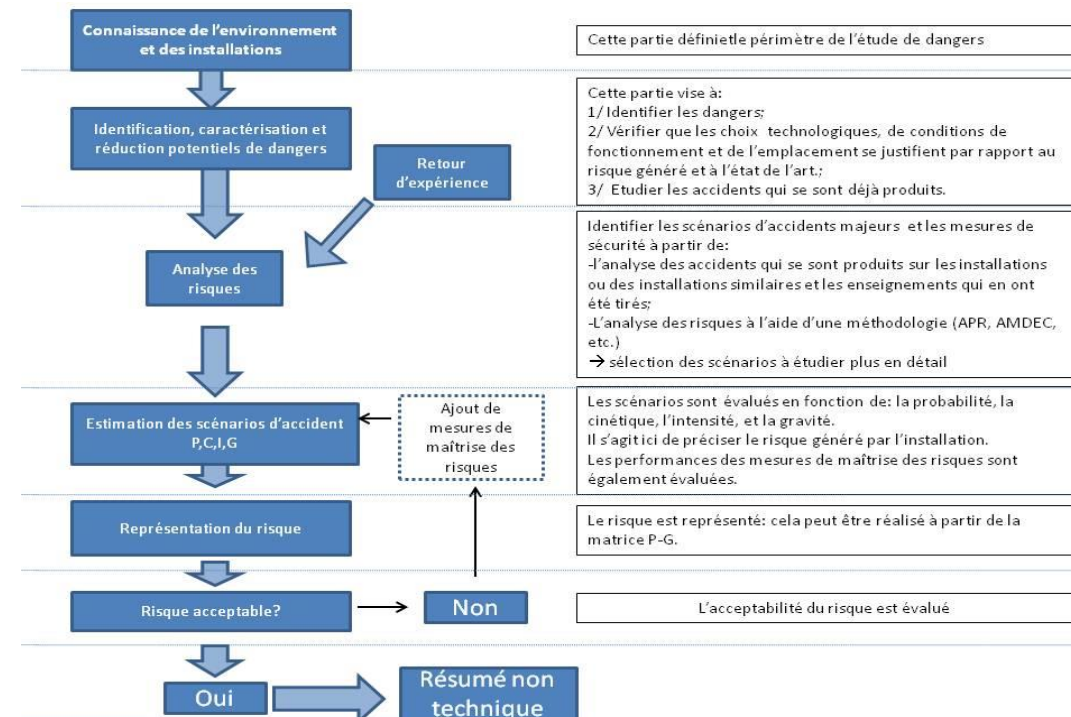 Connaissance de l'environnement
et des installations
Cette partie définietle périmètre de l'étude de dangers
Identification, caractérisation et
réduction potentiels de dangers
Retour
d'expérience
Cette partie vise à:
1/ Identifier les dangers;
2/ Vérifier que les choix technologiques, de conditions de
fonctionnement et de l'emplacement se justifient par rapport au
risque généré et à l'état de l'art.;
3/ Etudier les accidents qui se sont déjà produits.
Analyse des
risques
Identifier les scénarios d'accidents majeurs et les mesures de
sécurité à partir de:
-l'analyse des accidents qui se sont produits sur les installations
ou des installations similaires et les enseignements qui en ont
été tirés;
-L'analyse des risques à l'aide d'une méthodologie (APR, AMDEC,
etc.)
→ sélection des scénarios à étudier plus en détail
Estimation des scénarios d'accident
P,C,I,G
Ajout de
mesures de
maîtrise des
risques
Les scénarios sont évalués en fonction de: la probabilité, la
cinétique, l'intensité, et la gravité.
Il s'agit ici de préciser le risque généré par l'installation.
Les performances des mesures de maîtrise des risques sont
également évaluées.
Représentation du risque
Le risque est représenté: cela peut être réalisé à partir de la
matrice P-G.
Risque acceptable?
Non
L'acceptabilité du risque est évalué
Oui
Résumé non
technique